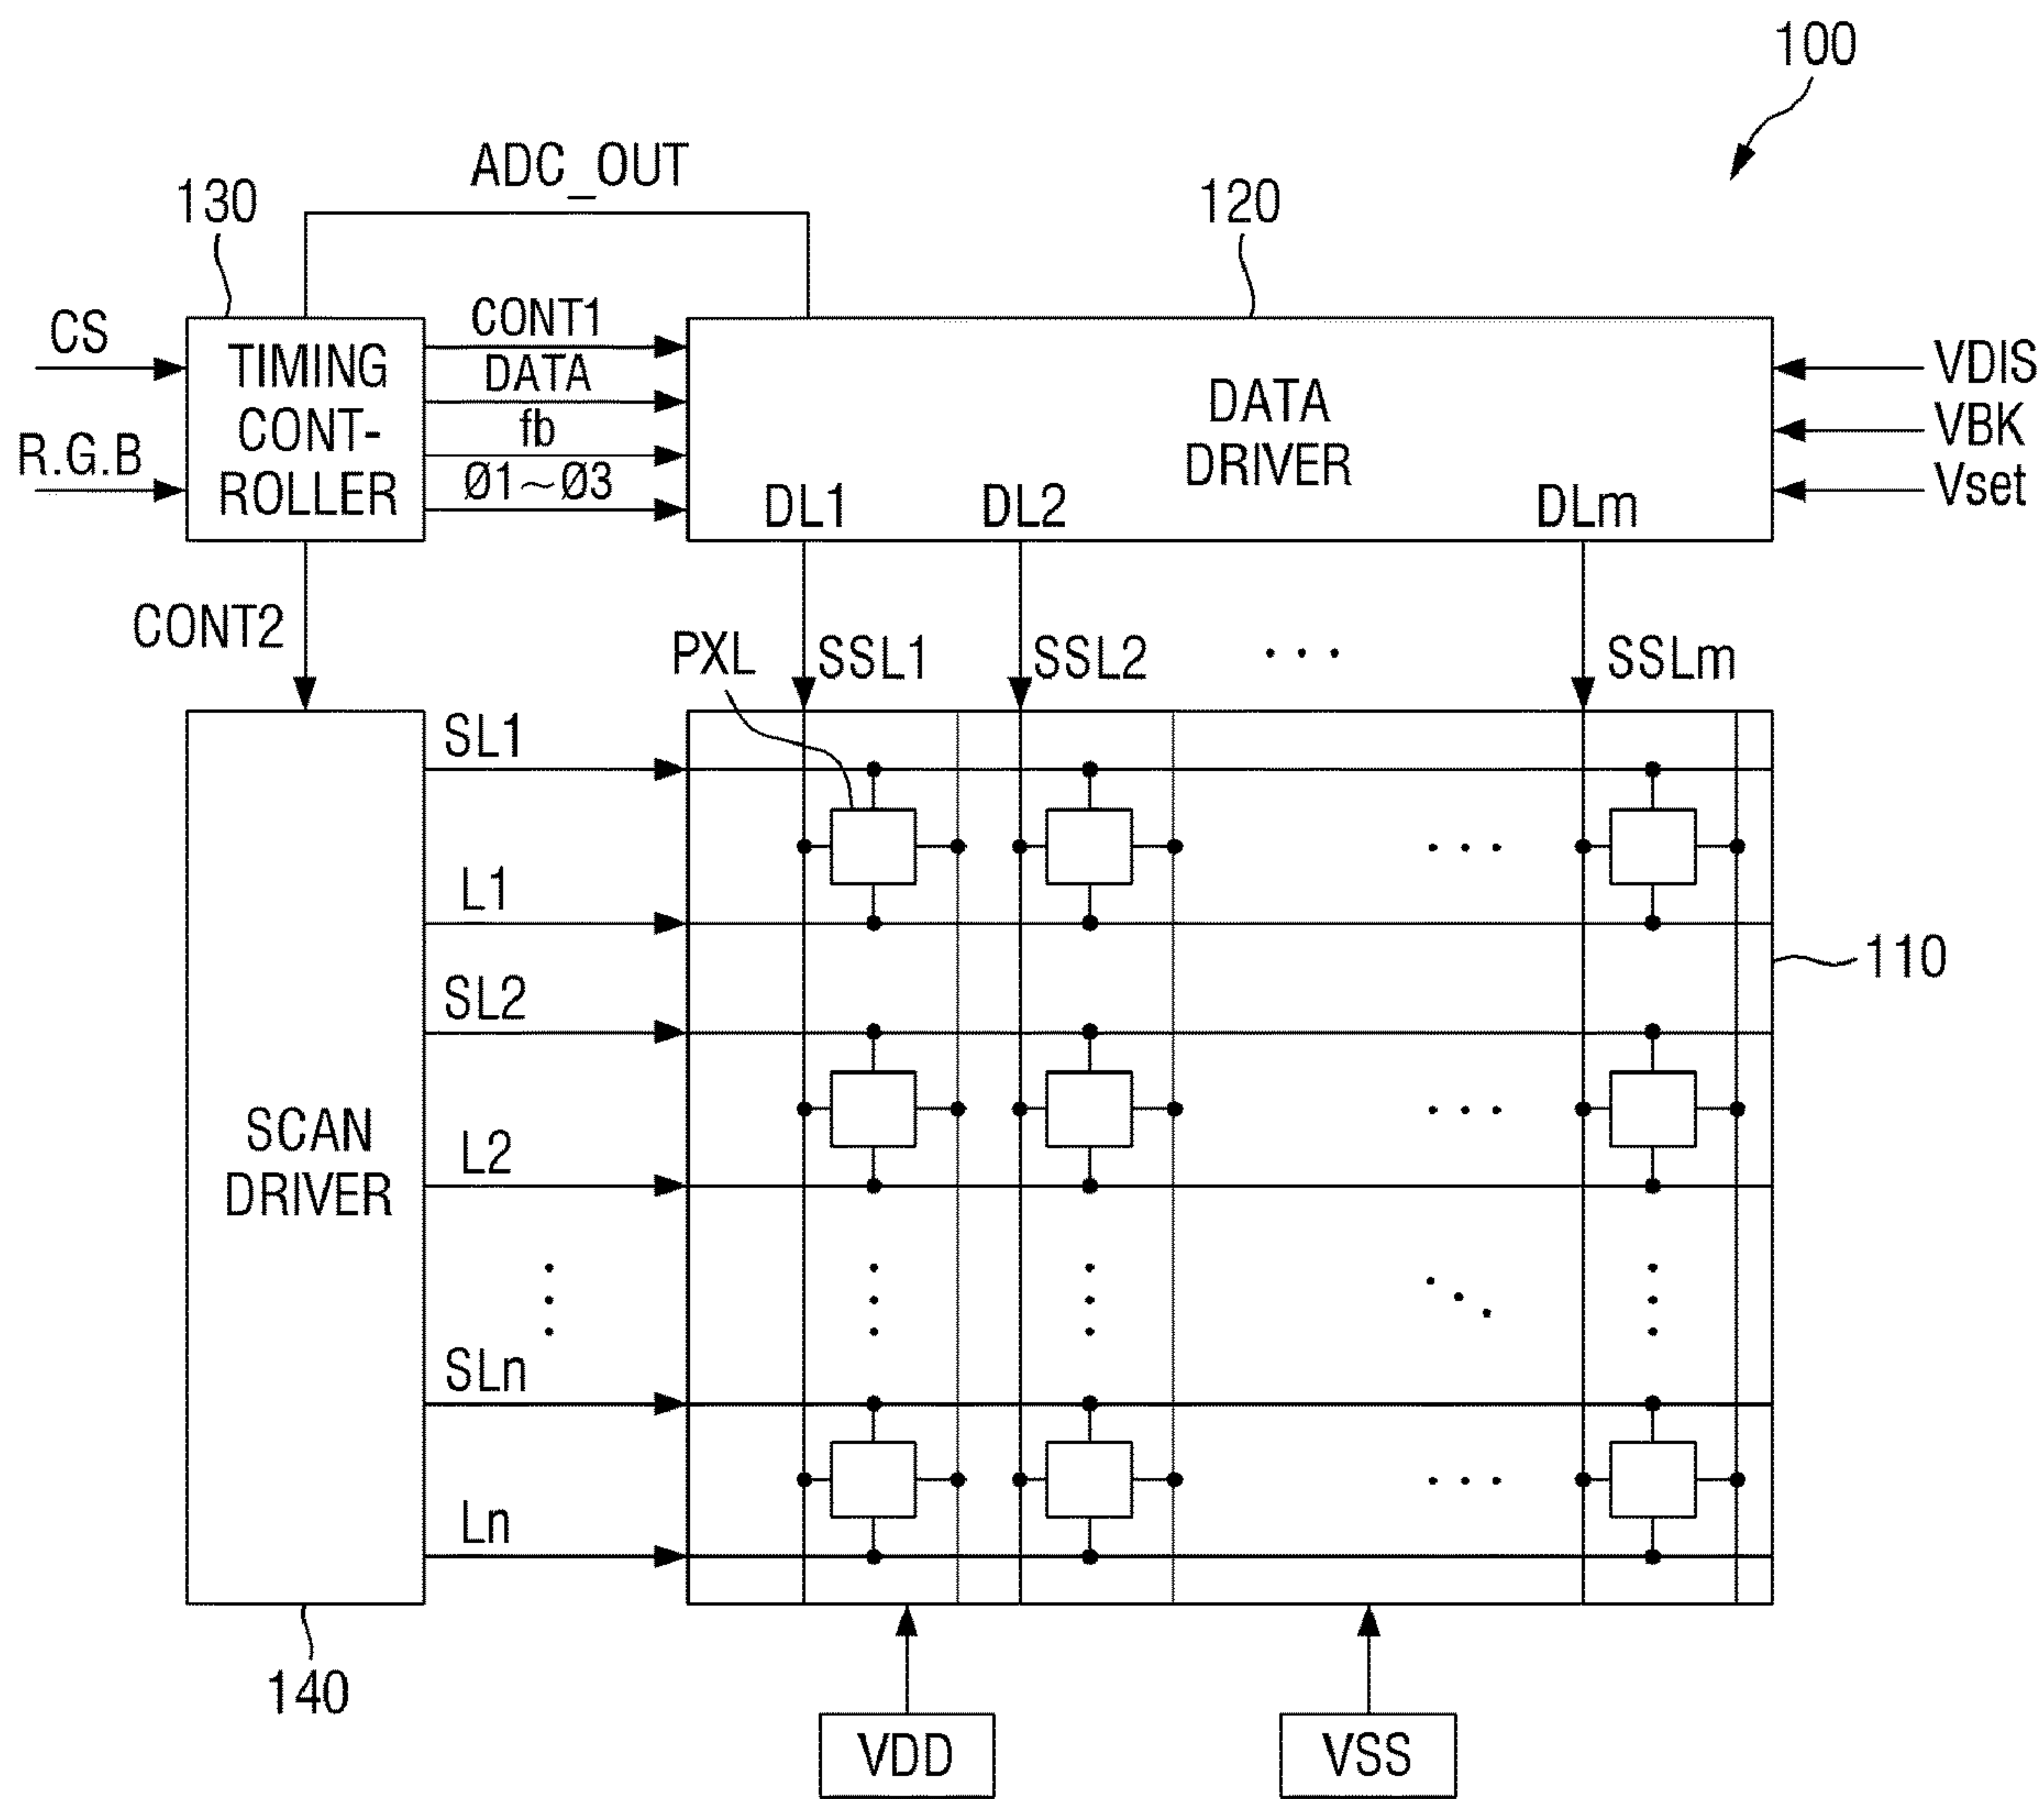 100
ADC_OUT
130
120
CS
R.G.B
TIMING
CONT-
ROLLER
CONT1
DATA
fb
Ø1~Ø3
DATA
DRIVER
DL1
DL2
DLm
VDIS
VBK
Vset
CONT2
PXL
SSL1
SSL2
. . .
SSLm
SL1
L1
SL2
L2
SLn
Ln
SCAN
DRIVER
110
140
VDD
VSS